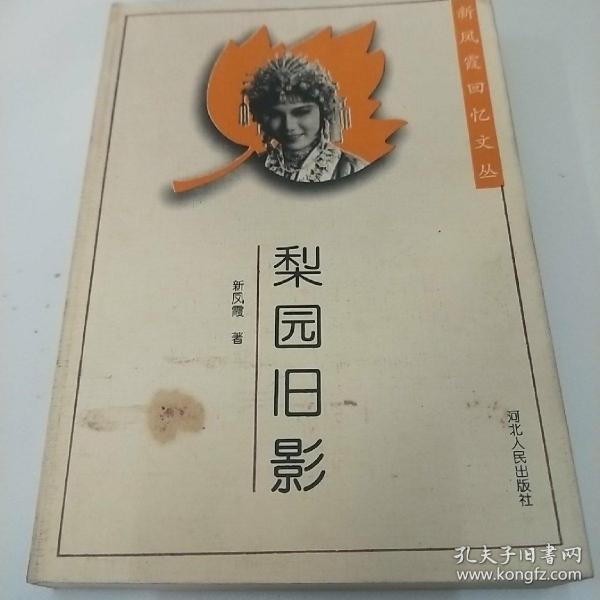 新凤霞回忆文丛
梨园旧影
新凤霞 著
河北人民出版社
孔夫子旧書网
www.kongfz.com